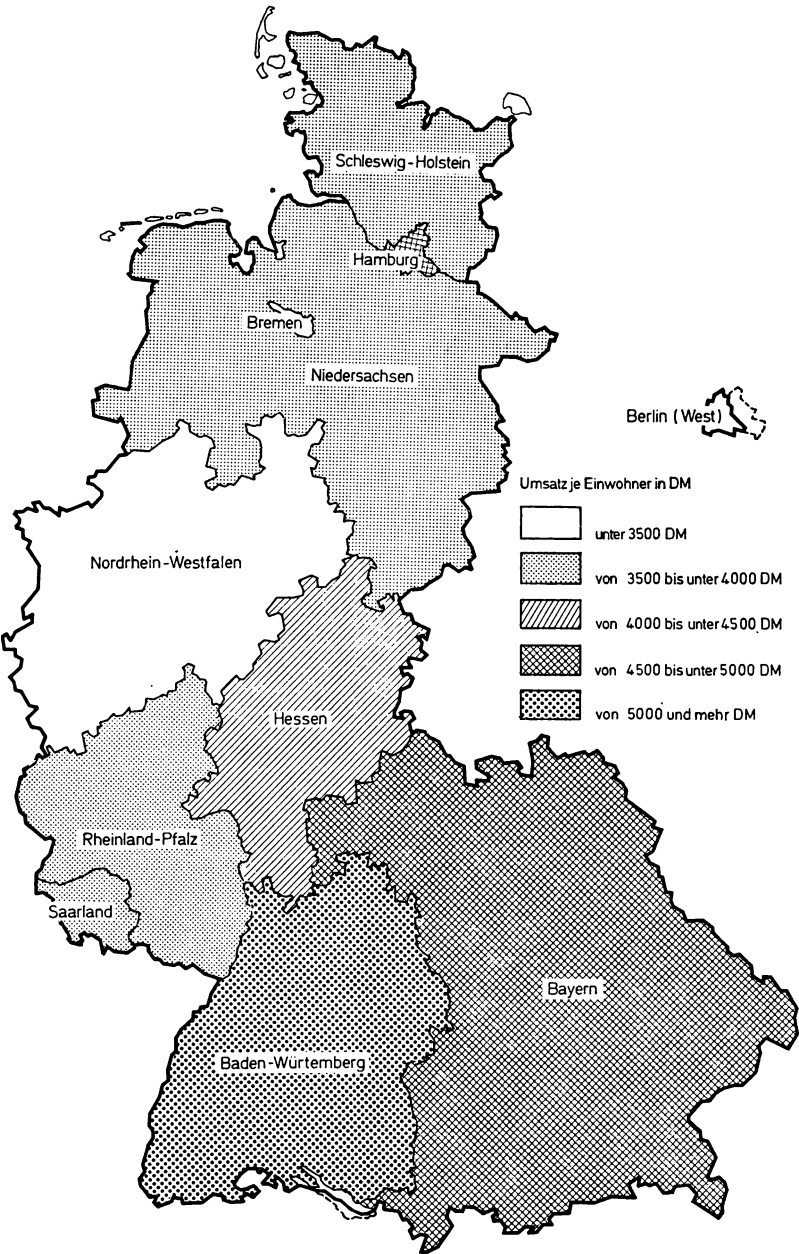 Schleswig-Holstein
Hamburg
Bremen
Niedersachsen
Berlin (West)
Umsatz je Einwohner in DM
unter 3500 DM
Nordrhein-Westfalen
von 3500 bis unter 4000 DM
von 4000 bis unter 4500 DM
von 4500 bis unter 5000 DM
von 5000 und mehr DM
Hessen
Rheinland-Pfalz
Saarland
Bayern
Baden-Würtemberg